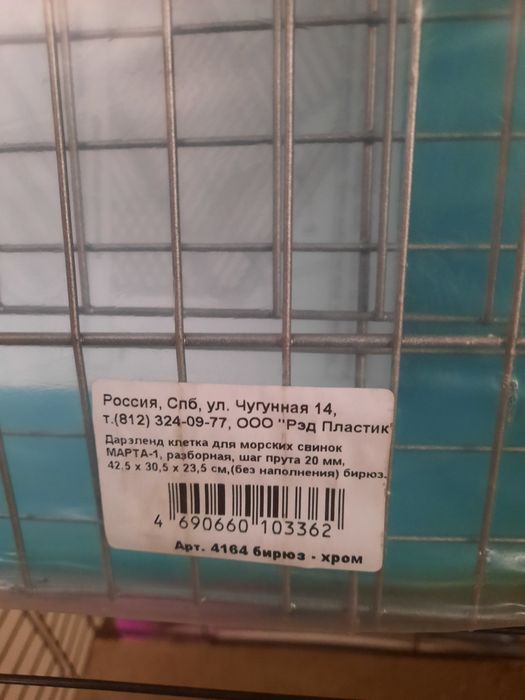 Россия, Спб, ул. Чугунная 14,
т.(812) 324-09-77, ООО "Рэд Пластик"
Дарэленд клетка для морских свинок
МАРТА-1, разборная, шаг прута 20 мм,
42,5 х 30,5 х 23,5 см,(без наполнения) бирюз.
4 690660 103362
Арт. 4164 бирюз - хром